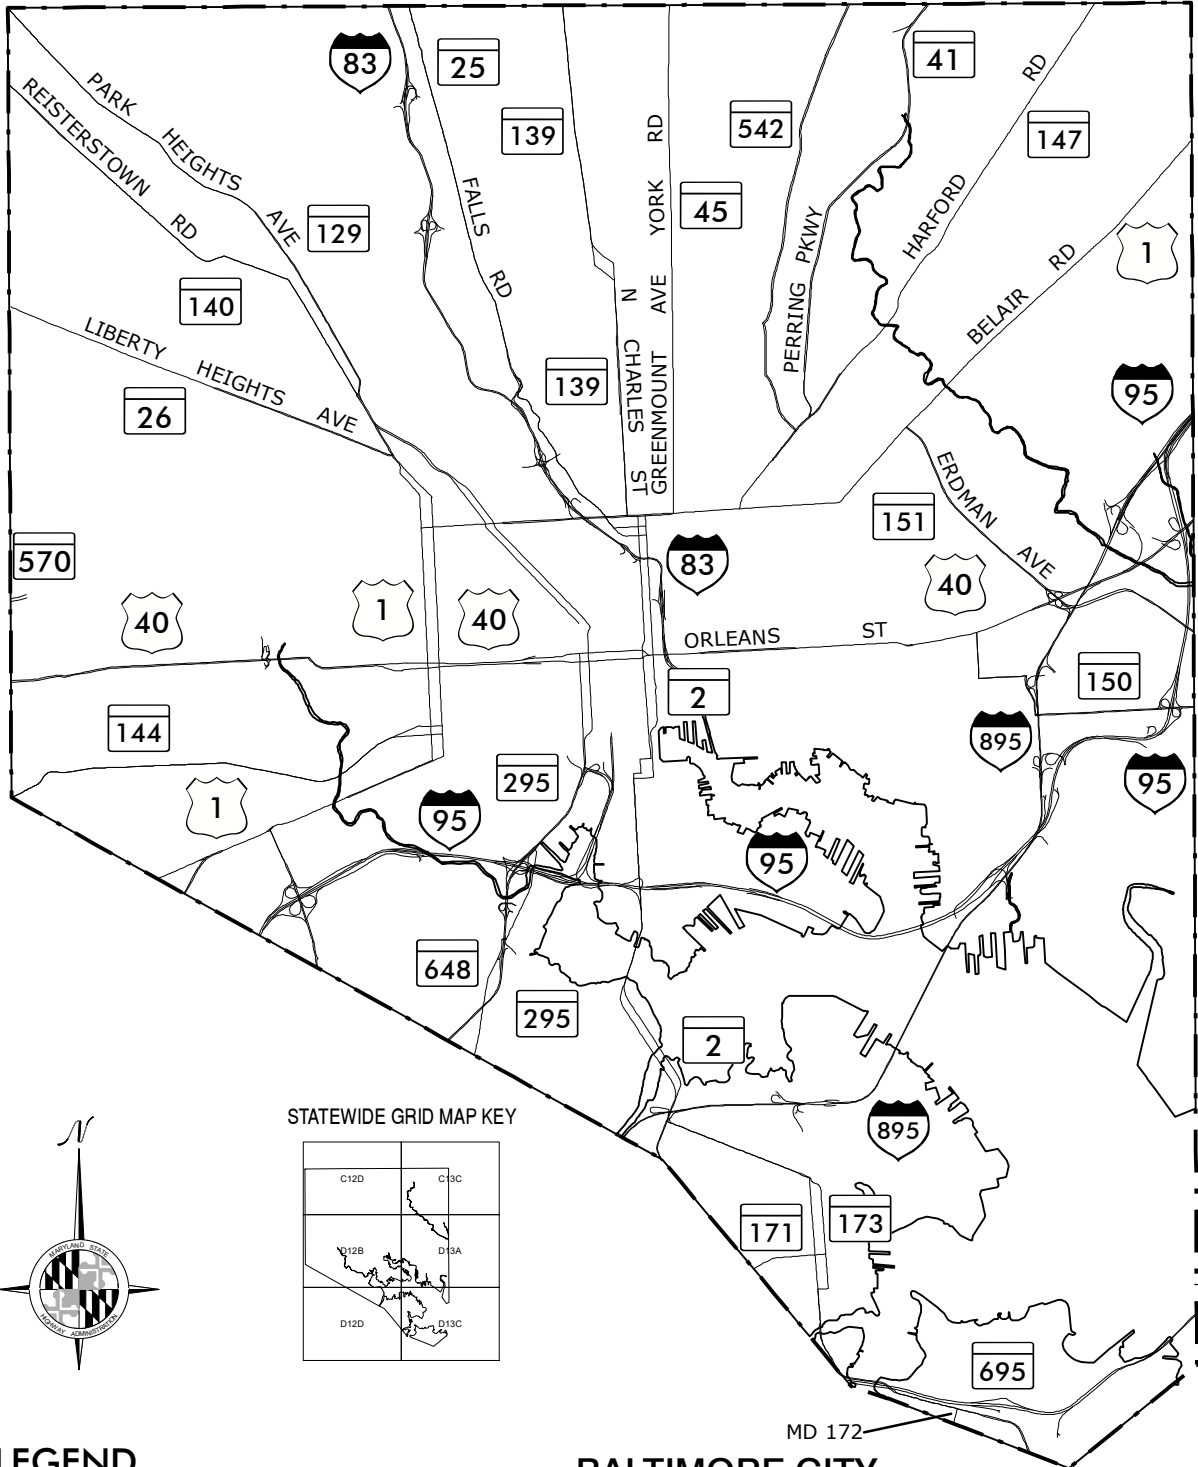 83
25
41
PARK HEIGHTS AVE
REISTERSTOWN RD
139
YORK RD
542
RD
147
HARFORD
129
FALLS RD
45
PERRING PKWY
1
BELAIR RD
140
N CHARLES ST
GREENMOUNT AVE
LIBERTY HEIGHTS AVE
26
139
95
ERDMAN AVE
151
570
83
40
1
40
40
ORLEANS ST
2
150
144
895
295
95
1
95
95
648
295
2
895
STATEWIDE GRID MAP KEY
C12D
C13C
D12B
D13A
D12D
D13C
N
MARYLAND STATE
HIGHWAY ADMINISTRATION
171
173
695
MD 172
LEGEND
BALTIMORE CITY